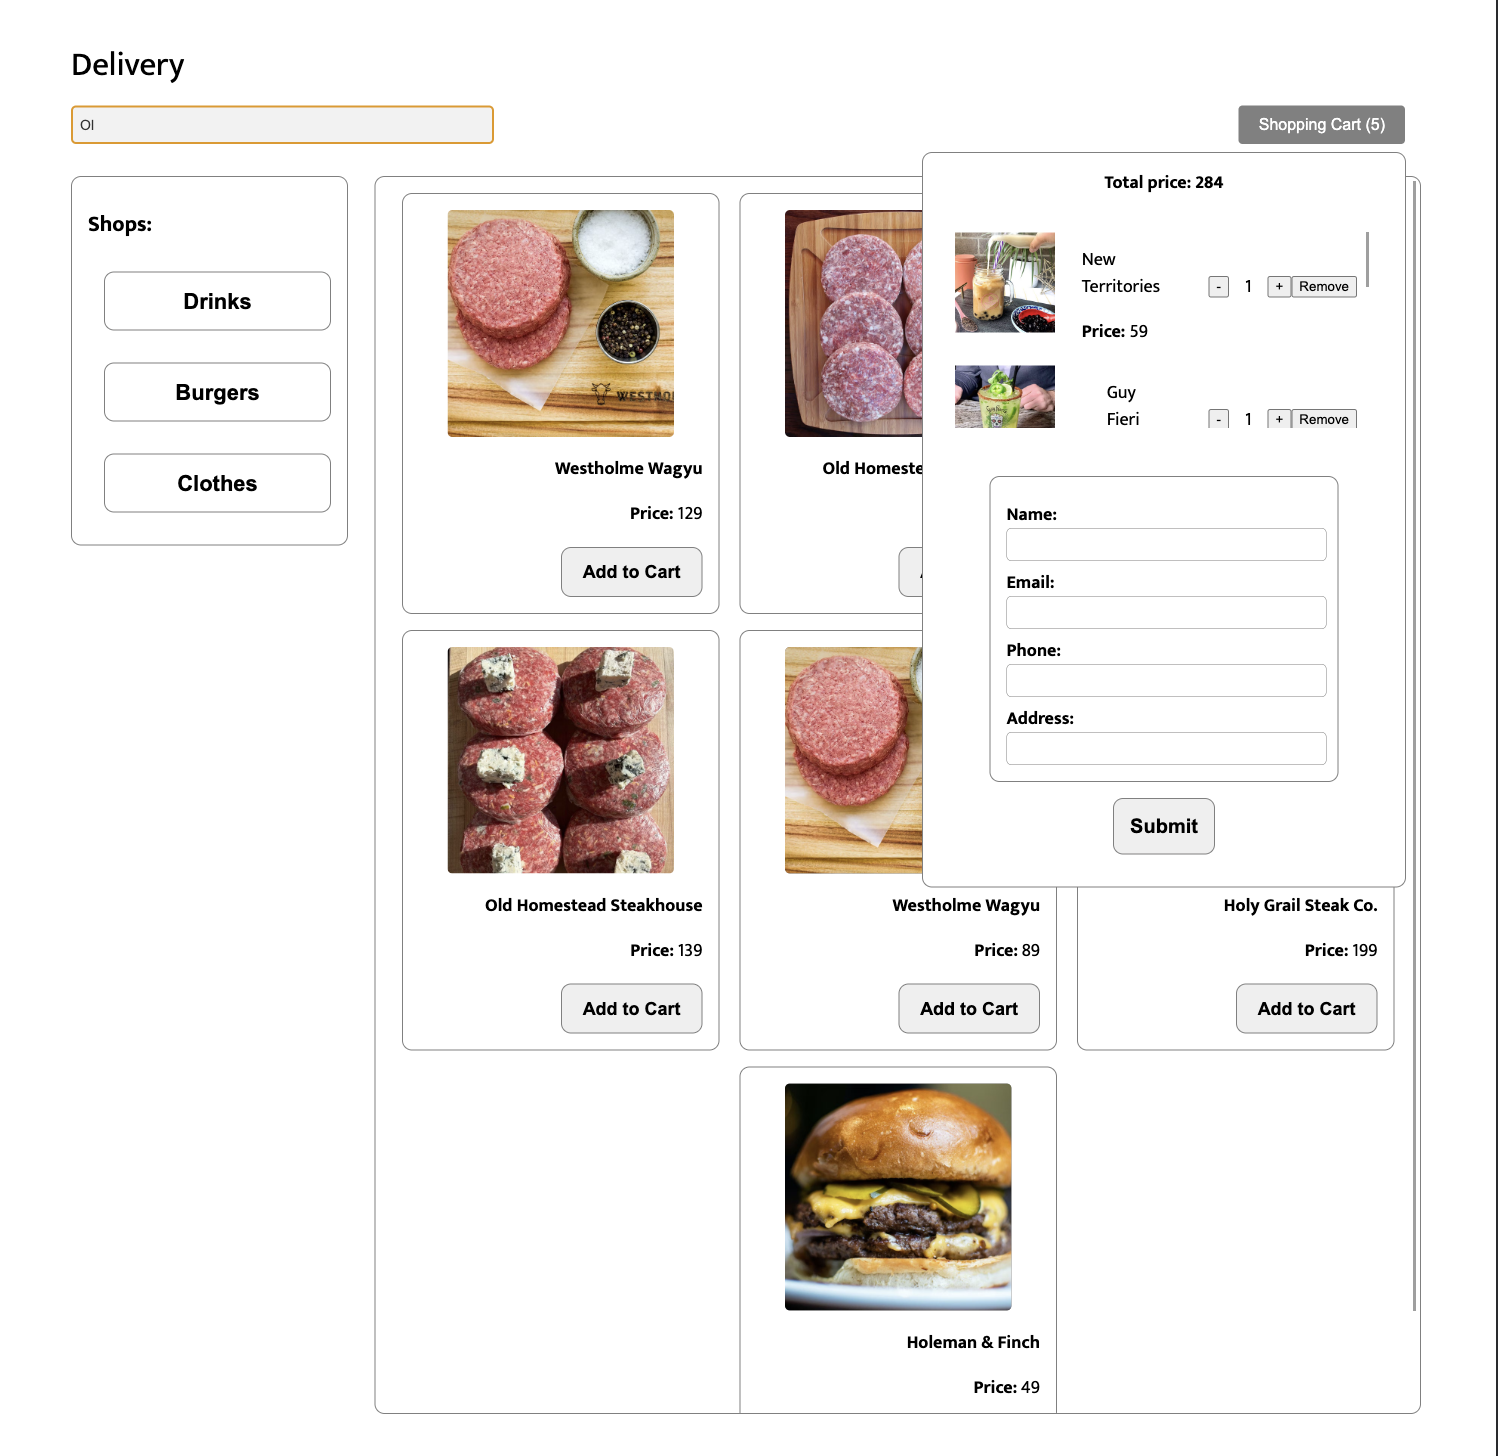 Delivery
Ol
Shopping Cart (5)
Total price: 284
New
Territories
- 1 + Remove
Price: 59
Guy
Fieri
- 1 + Remove
Name:
Email:
Phone:
Address:
Submit
Shops:
Drinks
Burgers
Clothes
Westholme Wagyu
Price: 129
Add to Cart
Old Homeste
Old Homestead Steakhouse
Price: 139
Add to Cart
Westholme Wagyu
Price: 89
Add to Cart
Holy Grail Steak Co.
Price: 199
Add to Cart
Holeman & Finch
Price: 49